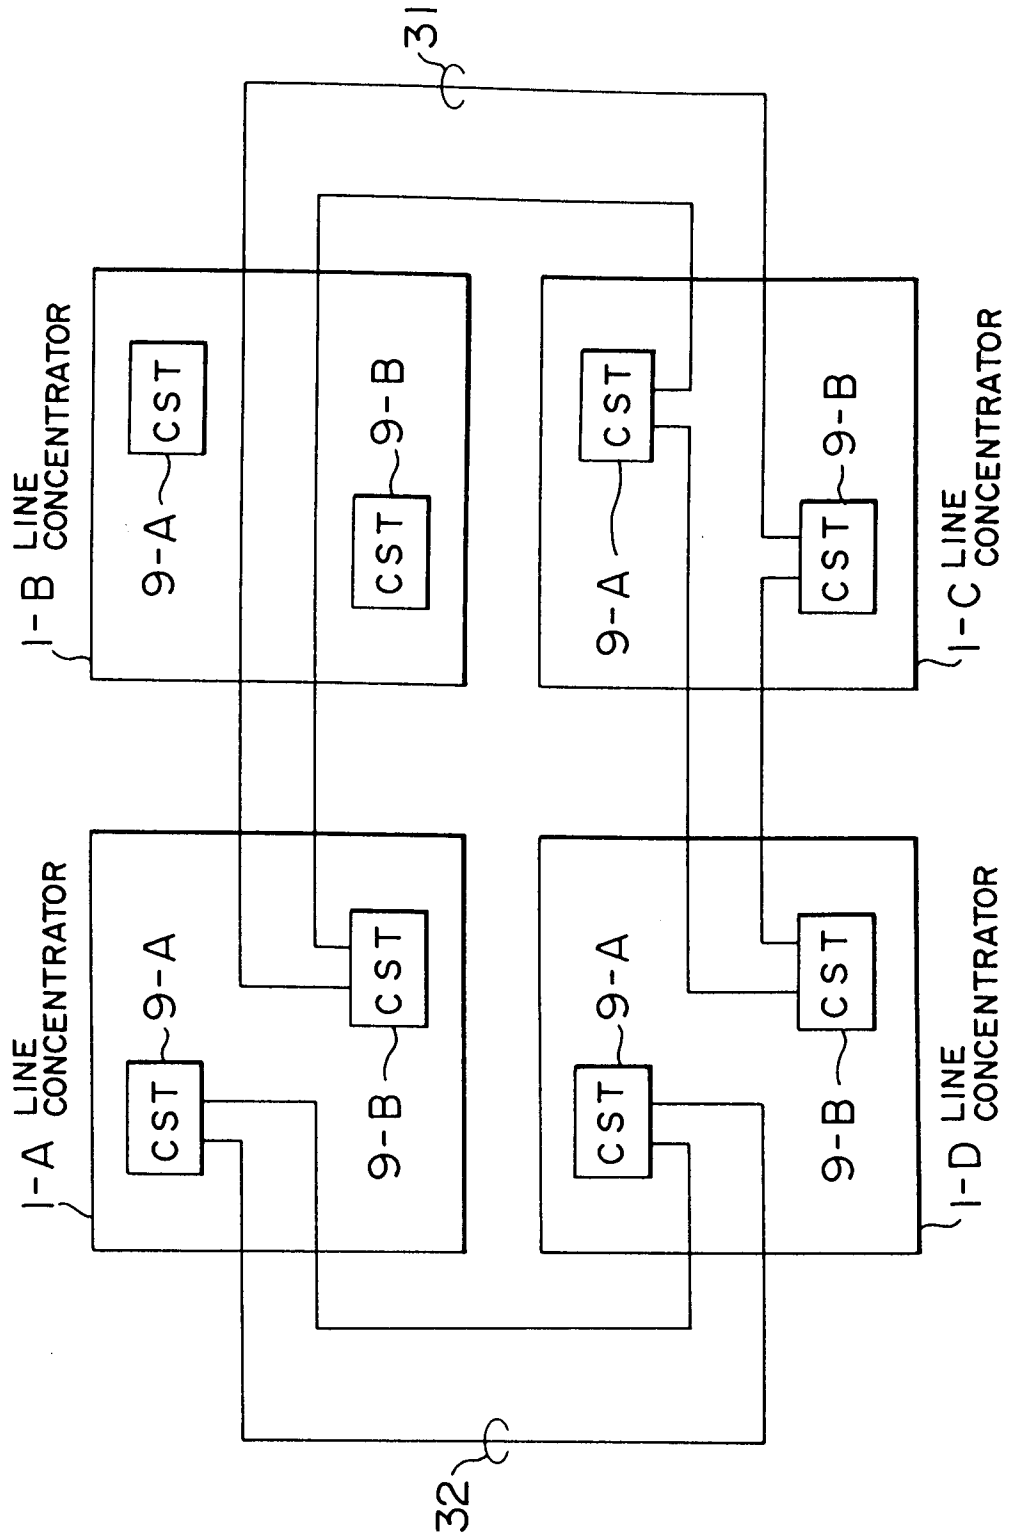 1-A LINE
CONCENTRATOR
CST
9-A
9-B
CST
1-B LINE
CONCENTRATOR
CST
9-A
CST
9-B
31
32
1-D LINE
CONCENTRATOR
CST
9-A
9-B
CST
1-C LINE
CONCENTRATOR
9-A
CST
CST
9-B